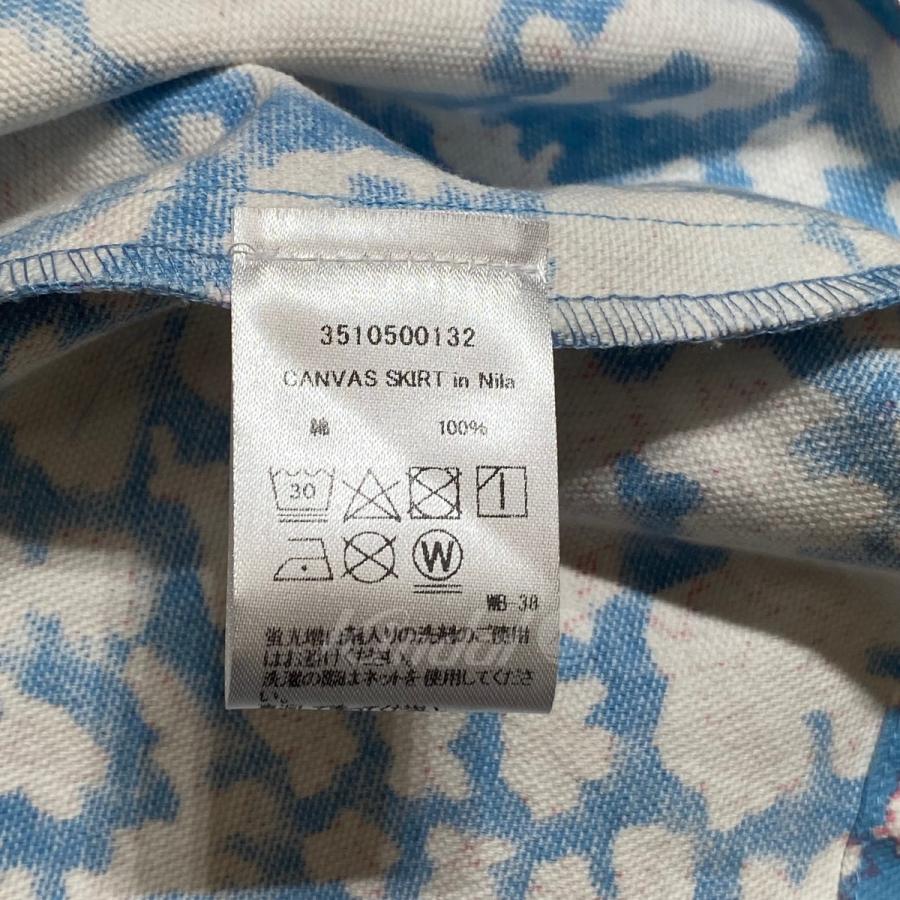 3510500132
CANVAS SKIRT in Nila
綿 100%
30
W
WB-38
蛍光増白剤入りの洗剤のご使用
はお避けください。
洗濯の際はネットを使用してくださ
い。